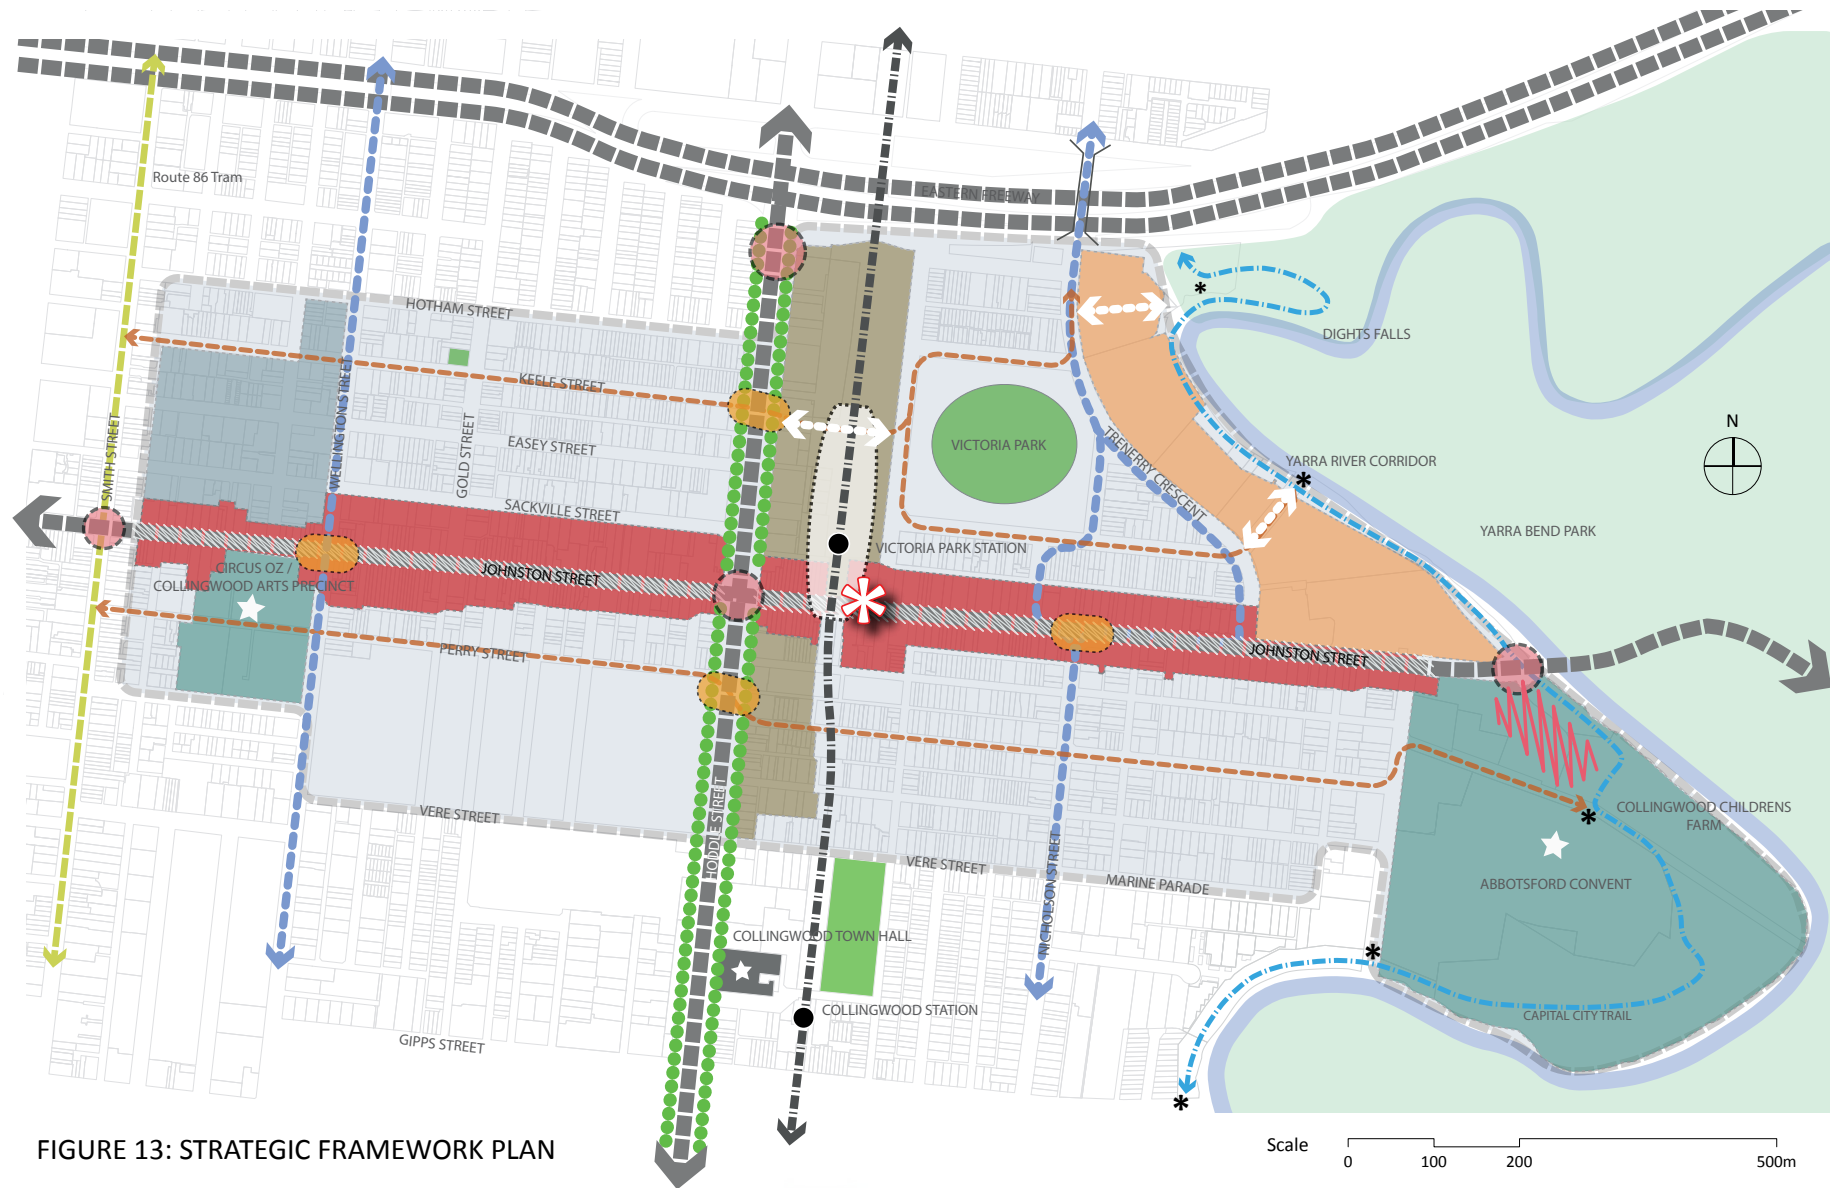 Route 86 Tram
EASTERN FREEWAY
HOTHAM STREET
DIGHTS FALLS
KEELE STREET
WELLINGTON STREET
SMITH STREET
GOLD STREET
EASEY STREET
VICTORIA PARK
TRENERRY CRESCENT
N
YARRA RIVER CORRIDOR
SACKVILLE STREET
YARRA BEND PARK
VICTORIA PARK STATION
CIRCUS OZ /
COLLINGWOOD ARTS PRECINCT
JOHNSTON STREET
PERRY STREET
JOHNSTON STREET
HODDLE STREET
VERE STREET
COLLINGWOOD CHILDRENS
FARM
VERE STREET
NICHOLSON STREET
MARINE PARADE
ABBOTSFORD CONVENT
COLLINGWOOD TOWN HALL
COLLINGWOOD STATION
CAPITAL CITY TRAIL
GIPPS STREET
FIGURE 13: STRATEGIC FRAMEWORK PLAN
Scale
0 100 200 500m